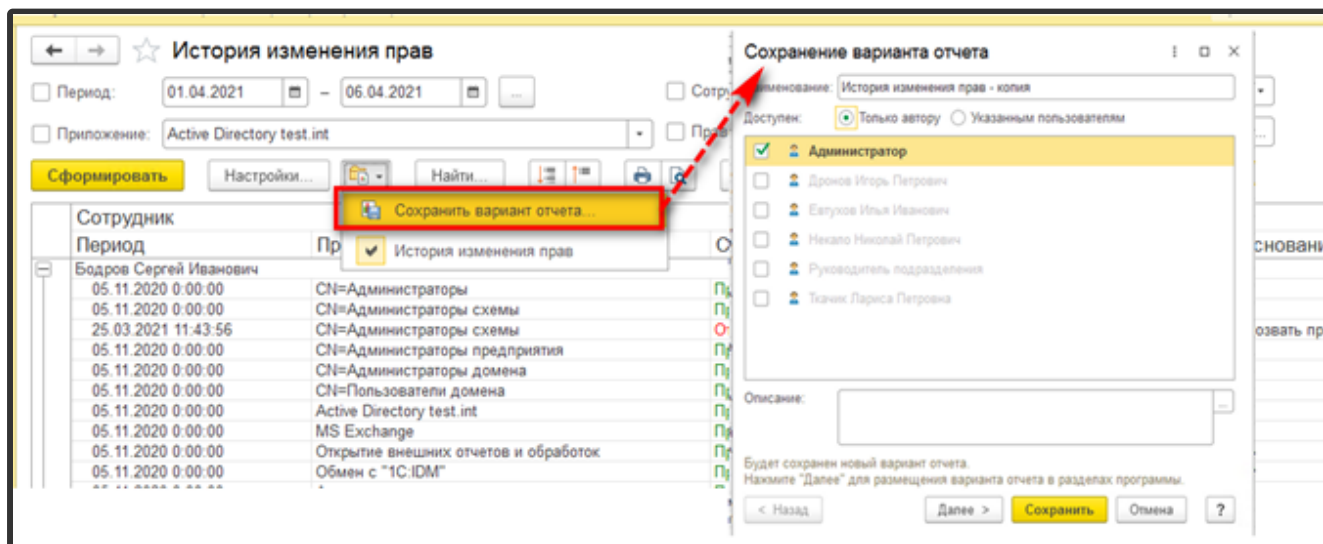 История изменения прав
Период: 01.04.2021 – 06.04.2021 ...
Приложение: Active Directory test.int
Сформировать Настройки... Найти...
Сохранить вариант отчета...
История изменения прав
Сотрудник
Период
Бодров Сергей Иванович
05.11.2020 0:00:00 CN=Администраторы
05.11.2020 0:00:00 CN=Администраторы схемы
25.03.2021 11:43:56 CN=Администраторы схемы
05.11.2020 0:00:00 CN=Администраторы предприятия
05.11.2020 0:00:00 CN=Администраторы домена
05.11.2020 0:00:00 CN=Пользователи домена
05.11.2020 0:00:00 Active Directory test.int
05.11.2020 0:00:00 MS Exchange
05.11.2020 0:00:00 Открытие внешних отчетов и обработок
05.11.2020 0:00:00 Обмен с "1С:IDM"
Сохранение варианта отчета
История изменения прав - копия
Доступен: Только автору Указанным пользователям
Администратор
Дронов Игорь Петрович
Евтухов Илья Иванович
Некало Николай Петрович
Руководитель подразделения
Ткачик Лариса Петровна
Описание:
...
Будет сохранен новый вариант отчета.
Нажмите "Далее" для размещения варианта отчета в разделах программы.
< Назад Далее > Сохранить Отмена ?